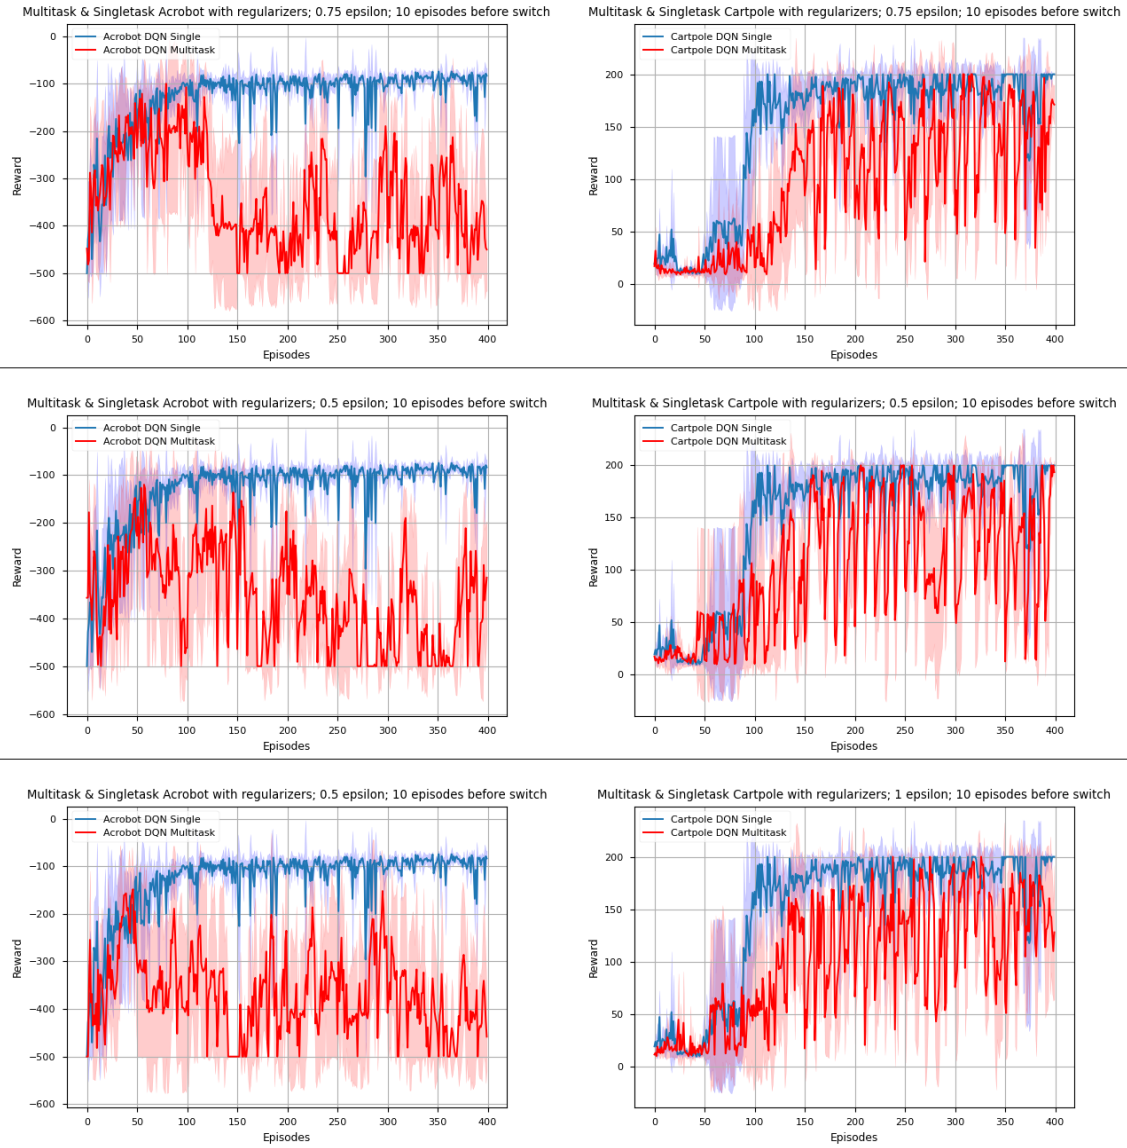 Multitask & Singletask Acrobot with regularizers; 0.75 epsilon; 10 episodes before switch
Acrobot DQN Single
Acrobot DQN Multitask
Reward
0
−100
−200
−300
−400
−500
−600
0 50 100 150 200 250 300 350 400
Episodes
Multitask & Singletask Cartpole with regularizers; 0.75 epsilon; 10 episodes before switch
Cartpole DQN Single
Cartpole DQN Multitask
Reward
200
150
100
50
0
0 50 100 150 200 250 300 350 400
Episodes
Multitask & Singletask Acrobot with regularizers; 0.5 epsilon; 10 episodes before switch
Acrobot DQN Single
Acrobot DQN Multitask
Reward
0
−100
−200
−300
−400
−500
−600
0 50 100 150 200 250 300 350 400
Episodes
Multitask & Singletask Cartpole with regularizers; 0.5 epsilon; 10 episodes before switch
Cartpole DQN Single
Cartpole DQN Multitask
Reward
200
150
100
50
0
0 50 100 150 200 250 300 350 400
Episodes
Multitask & Singletask Acrobot with regularizers; 0.5 epsilon; 10 episodes before switch
Acrobot DQN Single
Acrobot DQN Multitask
Reward
0
−100
−200
−300
−400
−500
−600
0 50 100 150 200 250 300 350 400
Episodes
Multitask & Singletask Cartpole with regularizers; 1 epsilon; 10 episodes before switch
Cartpole DQN Single
Cartpole DQN Multitask
Reward
200
150
100
50
0
0 50 100 150 200 250 300 350 400
Episodes